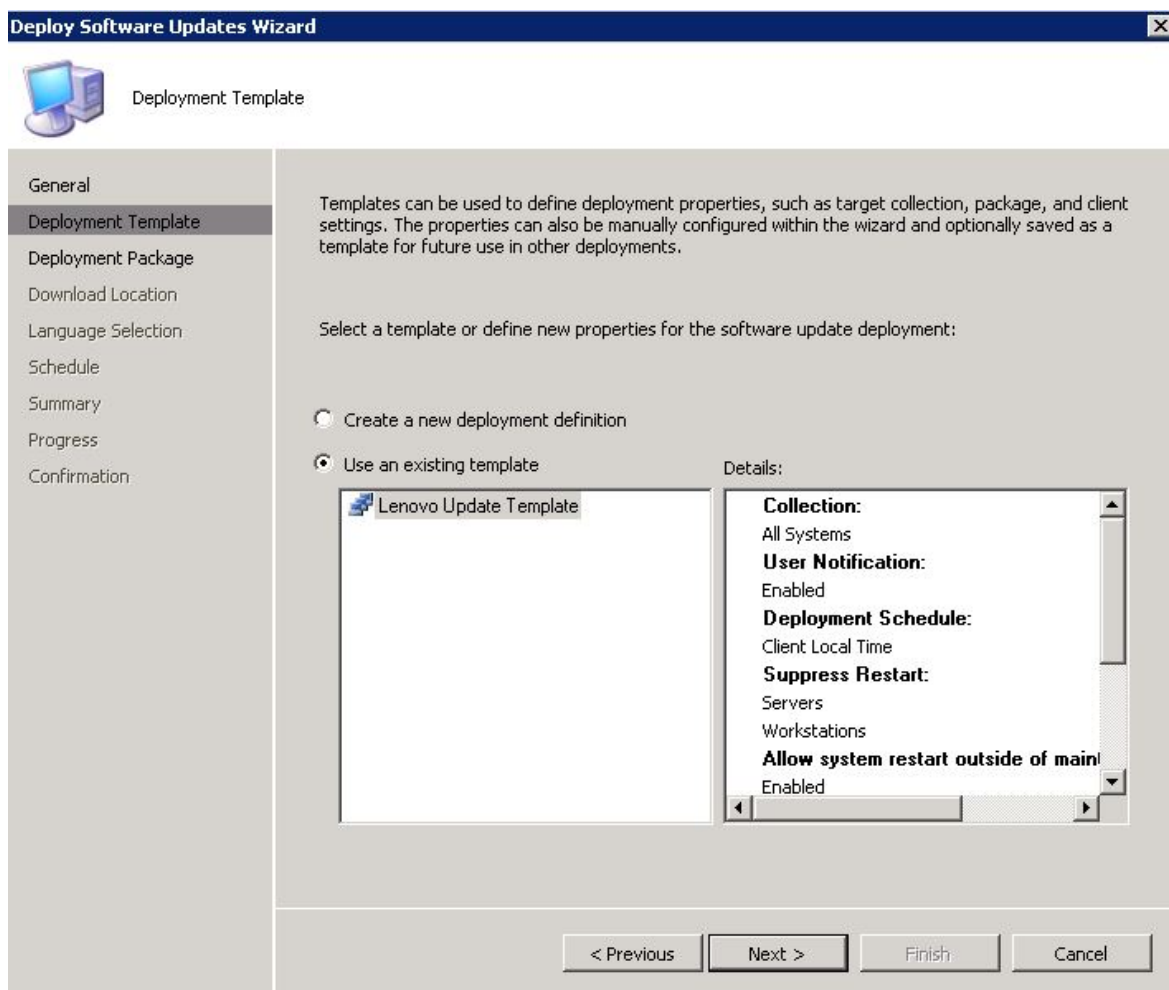 Deploy Software Updates Wizard
Deployment Template
General
Deployment Template
Deployment Package
Download Location
Language Selection
Schedule
Summary
Progress
Confirmation
Templates can be used to define deployment properties, such as target collection, package, and client
settings. The properties can also be manually configured within the wizard and optionally saved as a
template for future use in other deployments.
Select a template or define new properties for the software update deployment:
Create a new deployment definition
Use an existing template
Lenovo Update Template
Details:
Collection:
All Systems
User Notification:
Enabled
Deployment Schedule:
Client Local Time
Suppress Restart:
Servers
Workstations
Allow system restart outside of main
Enabled
< Previous
Next >
Finish
Cancel